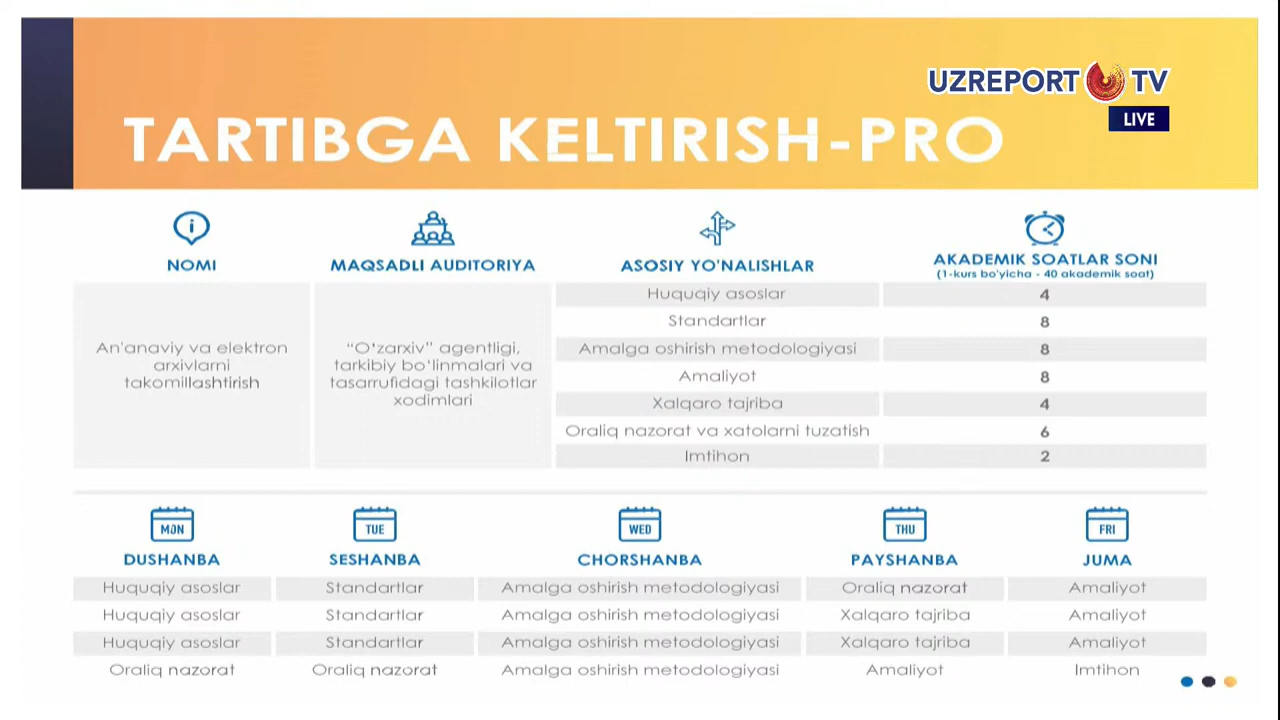 UZREPORT TV
LIVE
TARTIBGA KELTIRISH-PRO
NOMI
MAQSADLI AUDITORIYA
ASOSIY YO'NALISHLAR
AKADEMIK SOATLAR SONI
(1-kurs bo'yicha - 40 akademik soat)
An'anaviy va elektron
arxivlarni
takomillashtirish
“O‘zarxiv” agentligi,
tarkibiy bo‘linmalari va
tasarrufidagi tashkilotlar
xodimlari
Huquqiy asoslar 4
Standartlar 8
Amalga oshirish metodologiyasi 8
Amaliyot 8
Xalqaro tajriba 4
Oraliq nazorat va xatolarni tuzatish 6
Imtihon 2
MON TUE WED THU FRI
DUSHANBA SESHANBA CHORSHANBA PAYSHANBA JUMA
Huquqiy asoslar Standartlar Amalga oshirish metodologiyasi Oraliq nazorat Amaliyot
Huquqiy asoslar Standartlar Amalga oshirish metodologiyasi Xalqaro tajriba Amaliyot
Huquqiy asoslar Standartlar Amalga oshirish metodologiyasi Xalqaro tajriba Amaliyot
Oraliq nazorat Oraliq nazorat Amalga oshirish metodologiyasi Amaliyot Imtihon